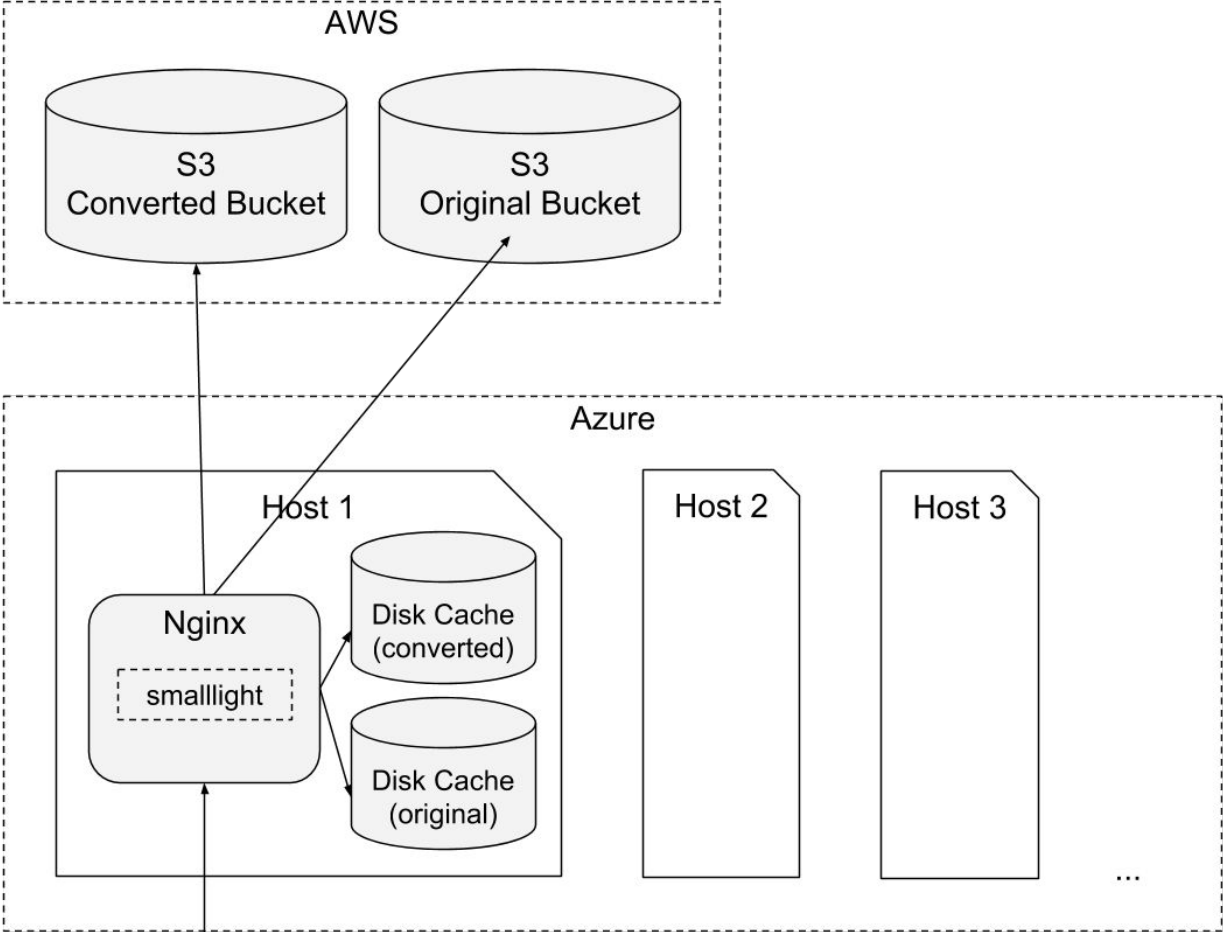 AWS
S3
Converted Bucket
S3
Original Bucket
Azure
Host 1
Host 2
Host 3
Nginx
smalllight
Disk Cache
(converted)
Disk Cache
(original)
...